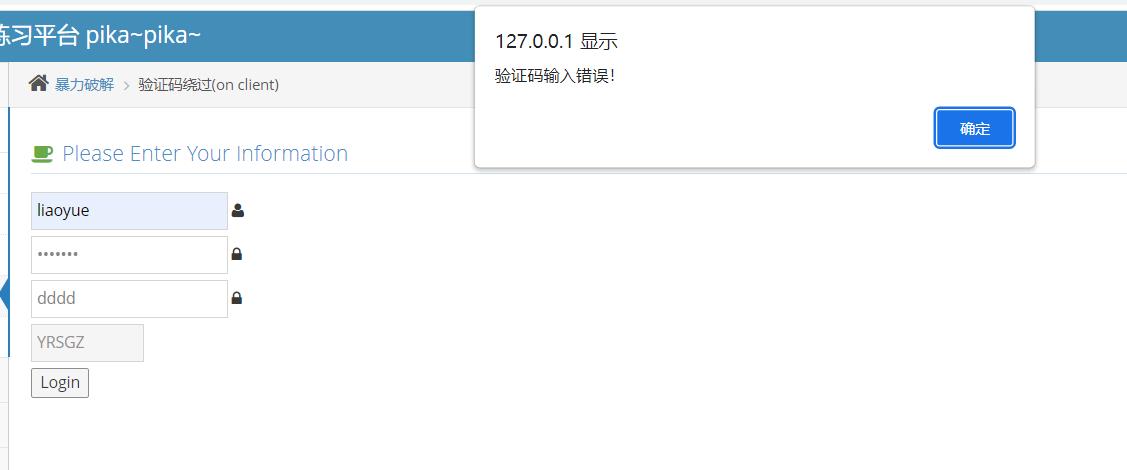 练习平台 pika~pika~
127.0.0.1 显示
验证码输入错误！
确定
暴力破解 > 验证码绕过(on client)
Please Enter Your Information
liaoyue
•••••••
dddd
YRSGZ
Login